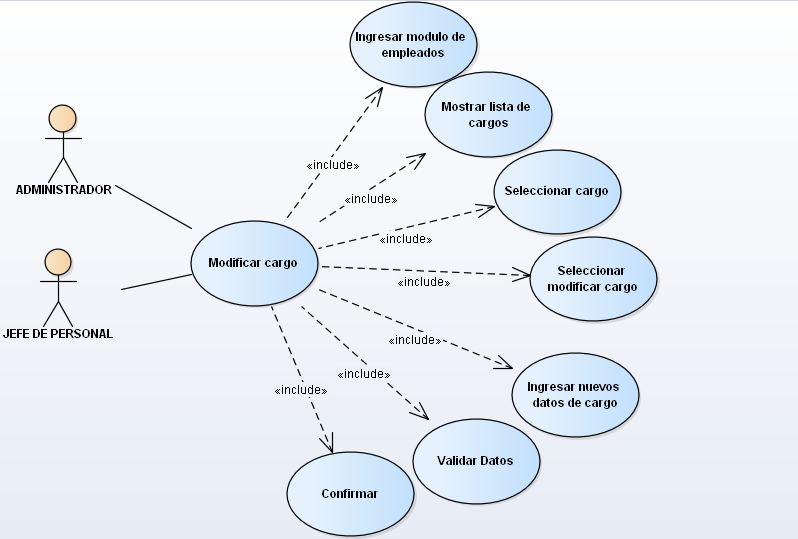 Ingresar modulo de
empleados
Mostrar lista de
cargos
ADMINISTRADOR
«include»
«include»
Seleccionar cargo
«include»
Modificar cargo
Seleccionar
modificar cargo
«include»
JEFE DE PERSONAL
«include»
«include»
«include»
Ingresar nuevos
datos de cargo
Validar Datos
Confirmar